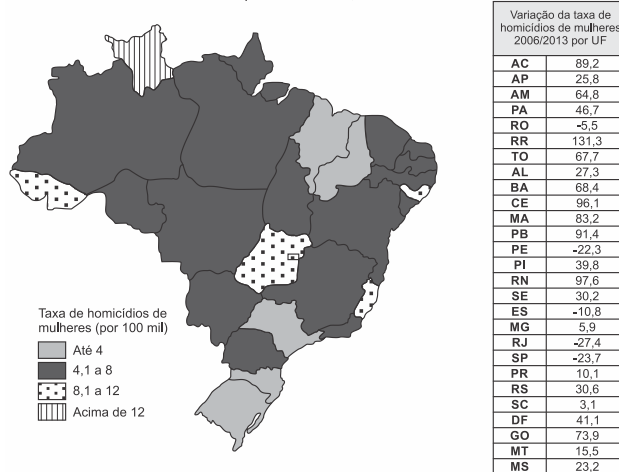 Taxa de homicídios de
mulheres (por 100 mil)
Até 4
4,1 a 8
8,1 a 12
Acima de 12
Variação da taxa de
homicídios de mulheres
2006/2013 por UF
AC 89,2
AP 25,8
AM 64,8
PA 46,7
RO -5,5
RR 131,3
TO 67,7
AL 27,3
BA 68,4
CE 96,1
MA 83,2
PB 91,4
PE -22,3
PI 39,8
RN 97,6
SE 30,2
ES -10,8
MG 5,9
RJ -27,4
SP -23,7
PR 10,1
RS 30,6
SC 3,1
DF 41,1
GO 73,9
MT 15,5
MS 23,2